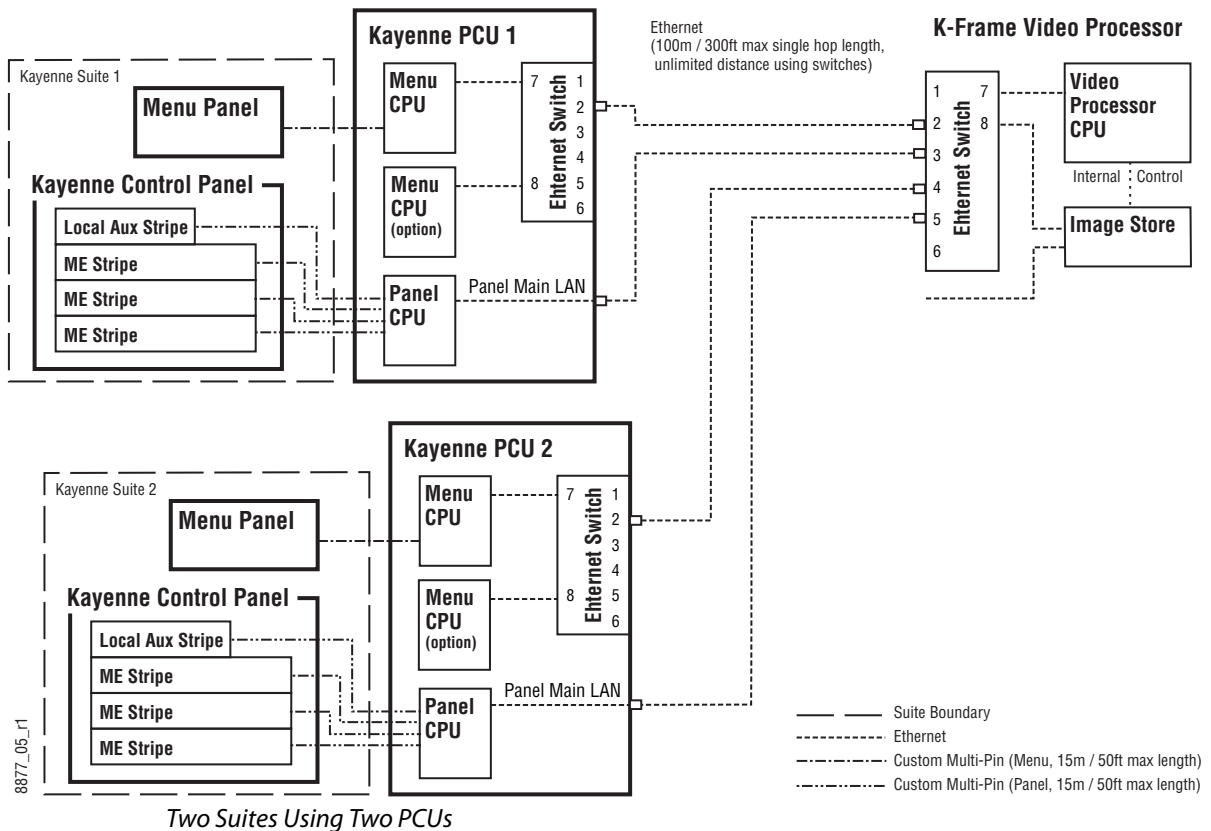 Kayenne PCU 1
Ethernet
(100m / 300ft max single hop length,
unlimited distance using switches)
K-Frame Video Processor
Kayenne Suite 1
Menu Panel
Menu
CPU
7
1
2
3
4
5
6
Ehternet Switch
Menu
CPU
(option)
8
Kayenne Control Panel
Local Aux Stripe
ME Stripe
ME Stripe
ME Stripe
Panel
CPU
Panel Main LAN
1
2
3
4
5
6
Ehternet Switch
7
8
Video
Processor
CPU
Internal
Control
Image Store
Kayenne PCU 2
Kayenne Suite 2
Menu Panel
Menu
CPU
7
1
2
3
4
5
6
Ehternet Switch
Menu
CPU
(option)
8
Kayenne Control Panel
Local Aux Stripe
ME Stripe
ME Stripe
ME Stripe
Panel
CPU
Panel Main LAN
Suite Boundary
Ethernet
Custom Multi-Pin (Menu, 15m / 50ft max length)
Custom Multi-Pin (Panel, 15m / 50ft max length)
8877_05_r1
Two Suites Using Two PCUs